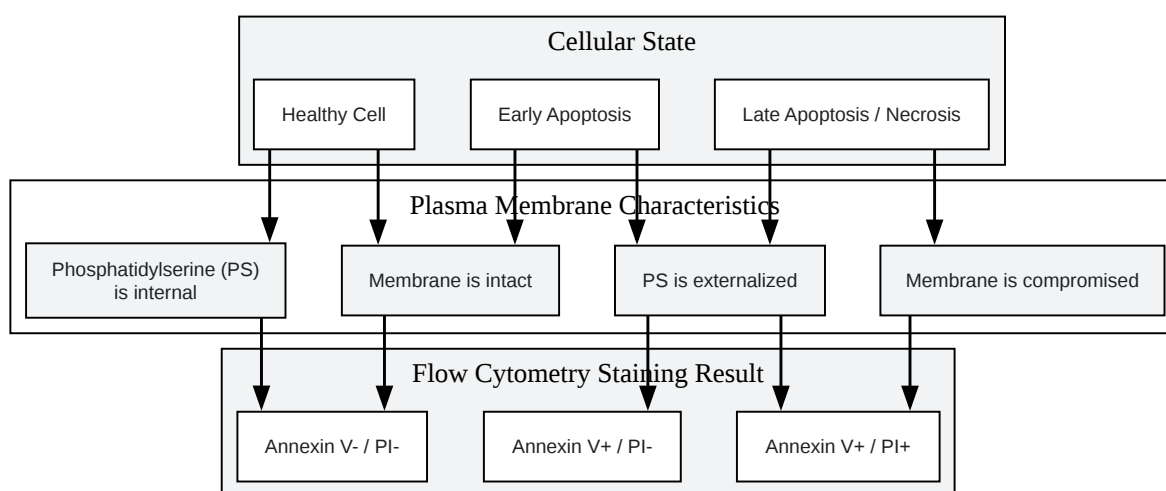 Cellular State
Healthy Cell
Early Apoptosis
Late Apoptosis / Necrosis
Plasma Membrane Characteristics
Phosphatidylserine (PS)
is internal
Membrane is intact
PS is externalized
Membrane is compromised
Flow Cytometry Staining Result
Annexin V- / PI-
Annexin V+ / PI-
Annexin V+ / PI+